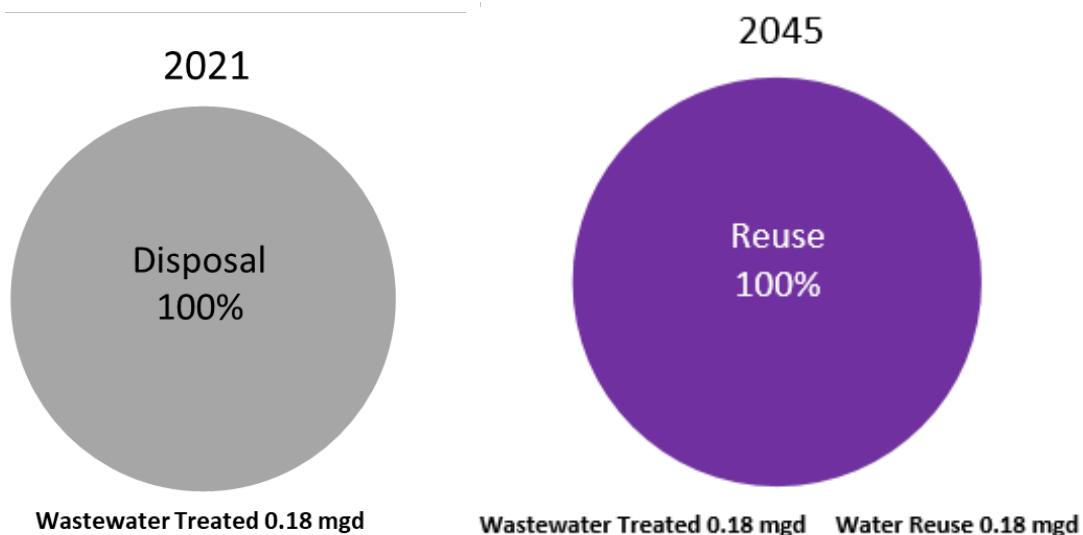 2021
Disposal
100%
Wastewater Treated 0.18 mgd
2045
Reuse
100%
Wastewater Treated 0.18 mgd Water Reuse 0.18 mgd